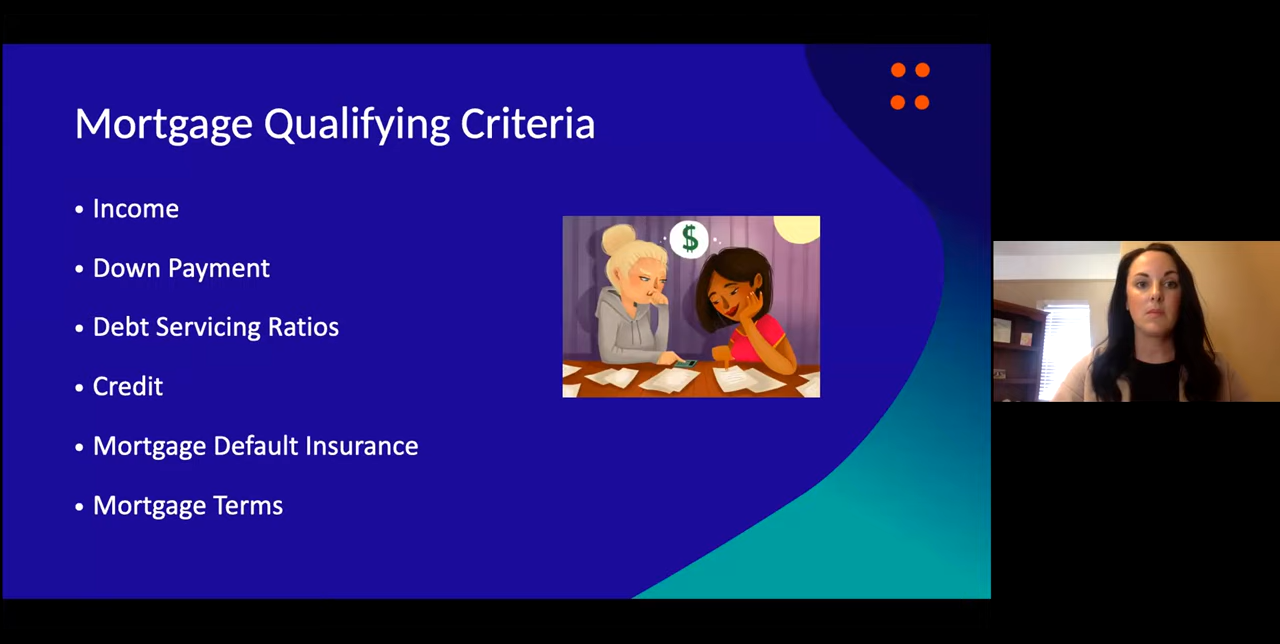 Mortgage Qualifying Criteria
• Income
• Down Payment
• Debt Servicing Ratios
• Credit
• Mortgage Default Insurance
• Mortgage Terms
$